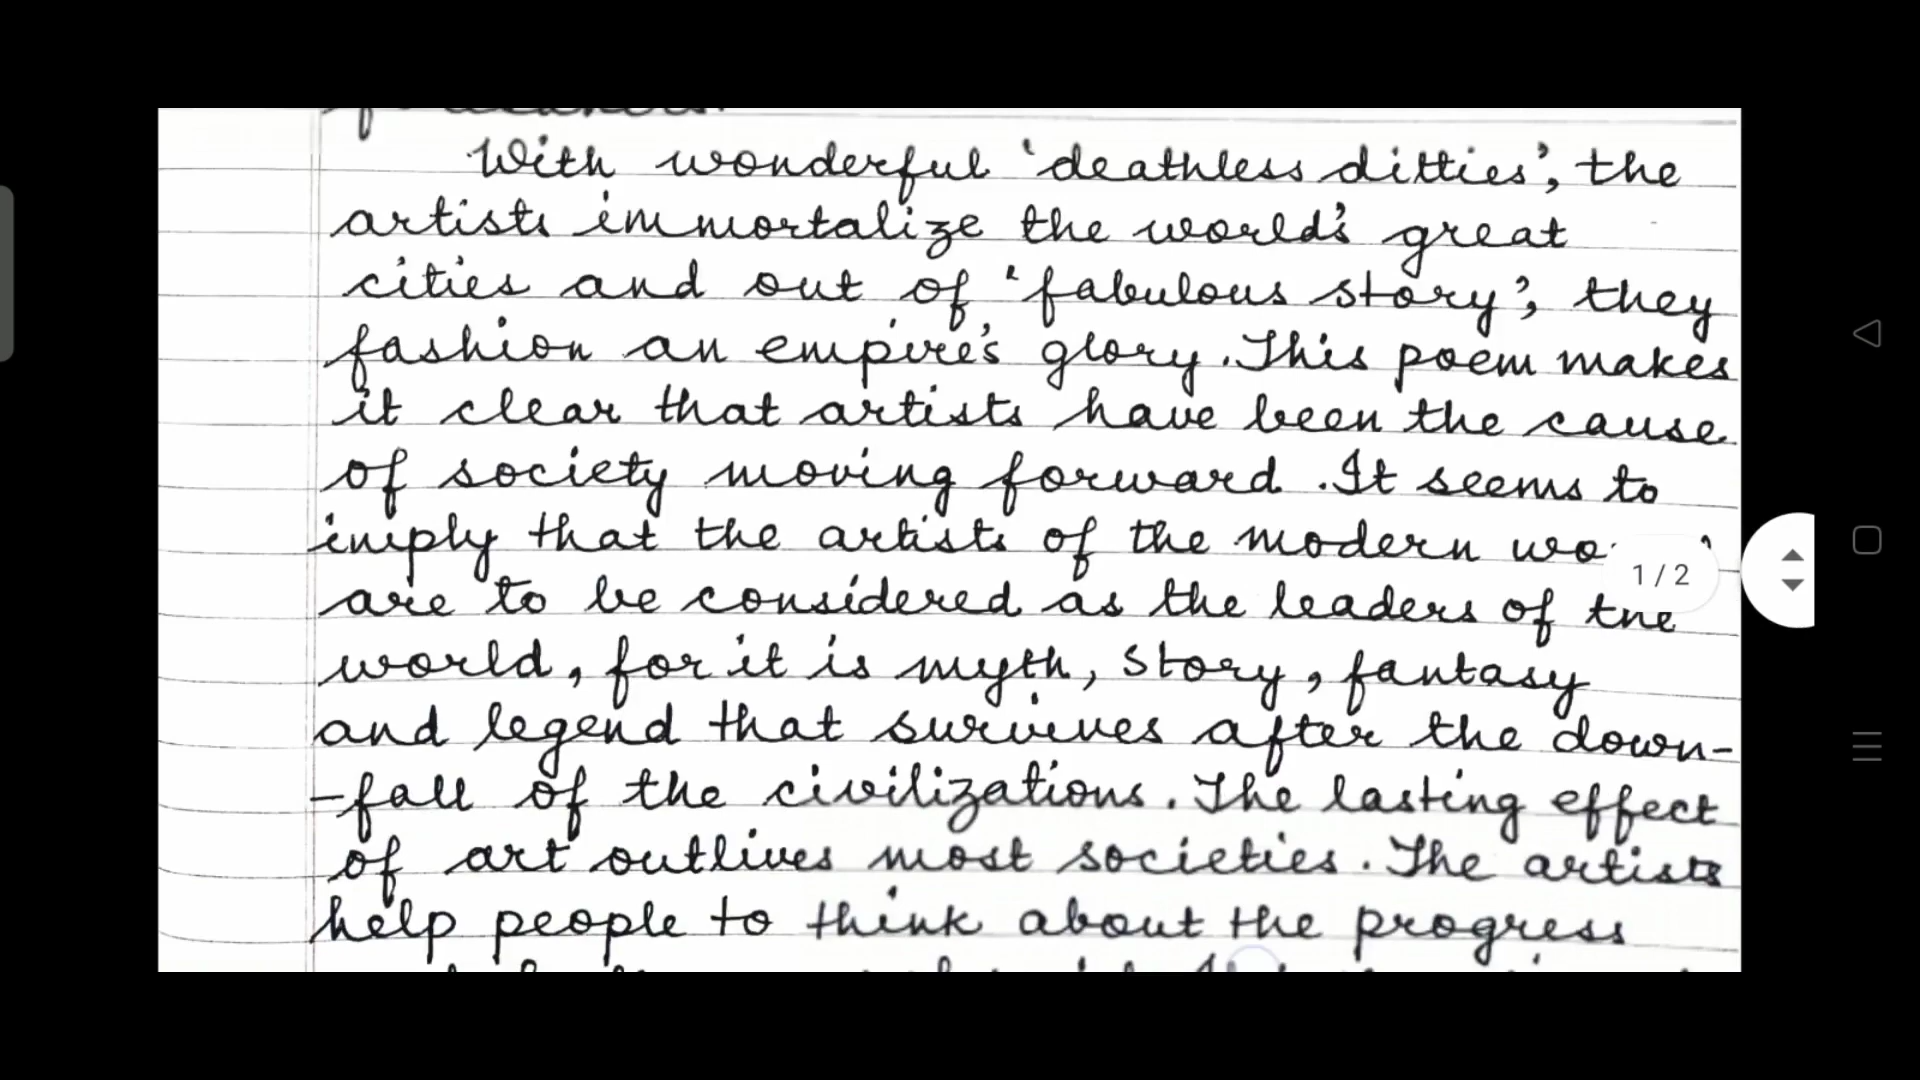 With wonderful 'deathless ditties', the
artists immortalize the world's great
cities and out of 'fabulous story', they
fashion an empire's glory. This poem makes
it clear that artists have been the cause
of society moving forward. It seems to
imply that the artists of the modern
1/2
are to be considered as the leaders of the
world, for it is myth, story, fantasy
and legend that survives after the down-
-fall of the civilizations. The lasting effect
of art outlives most societies. The artists
help people to think about the progress